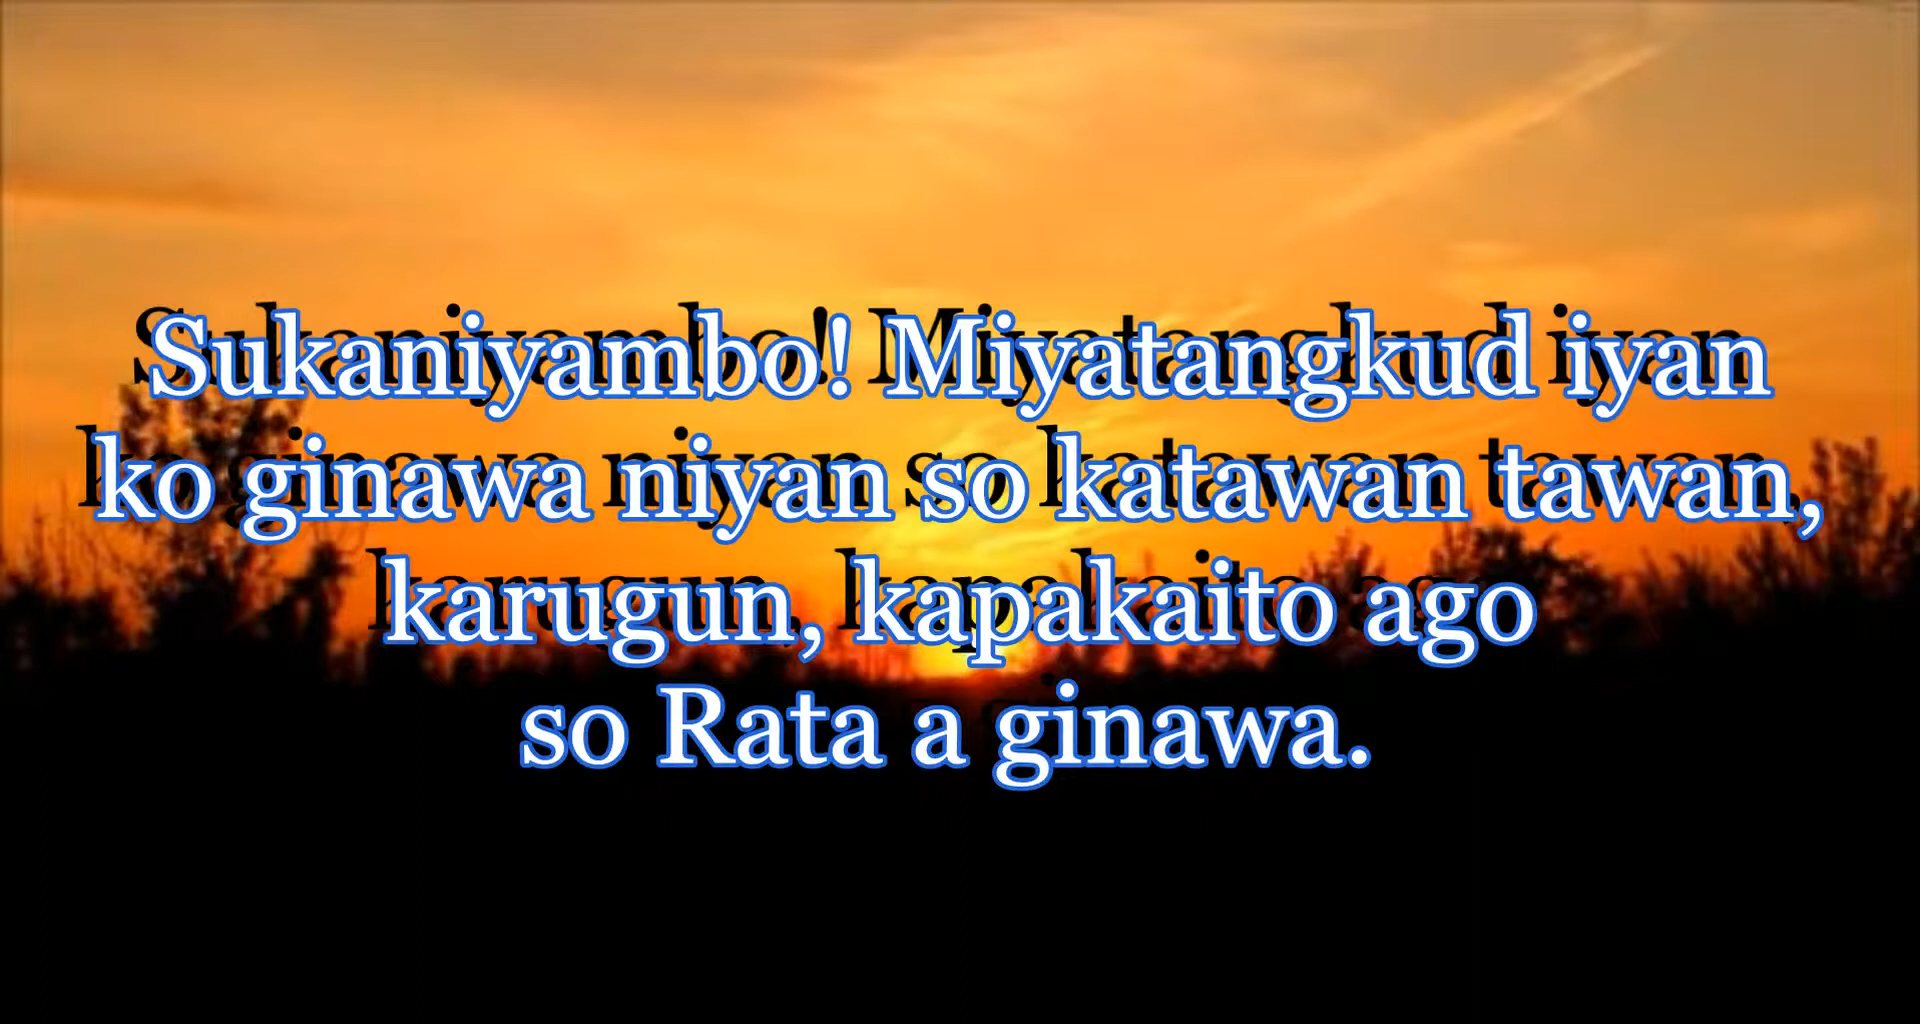 Sukaniyambo! Miyatangkud iyan
ko ginawa niyan so katawan tawan,
karugun, kapakaito ago
so Rata a ginawa.